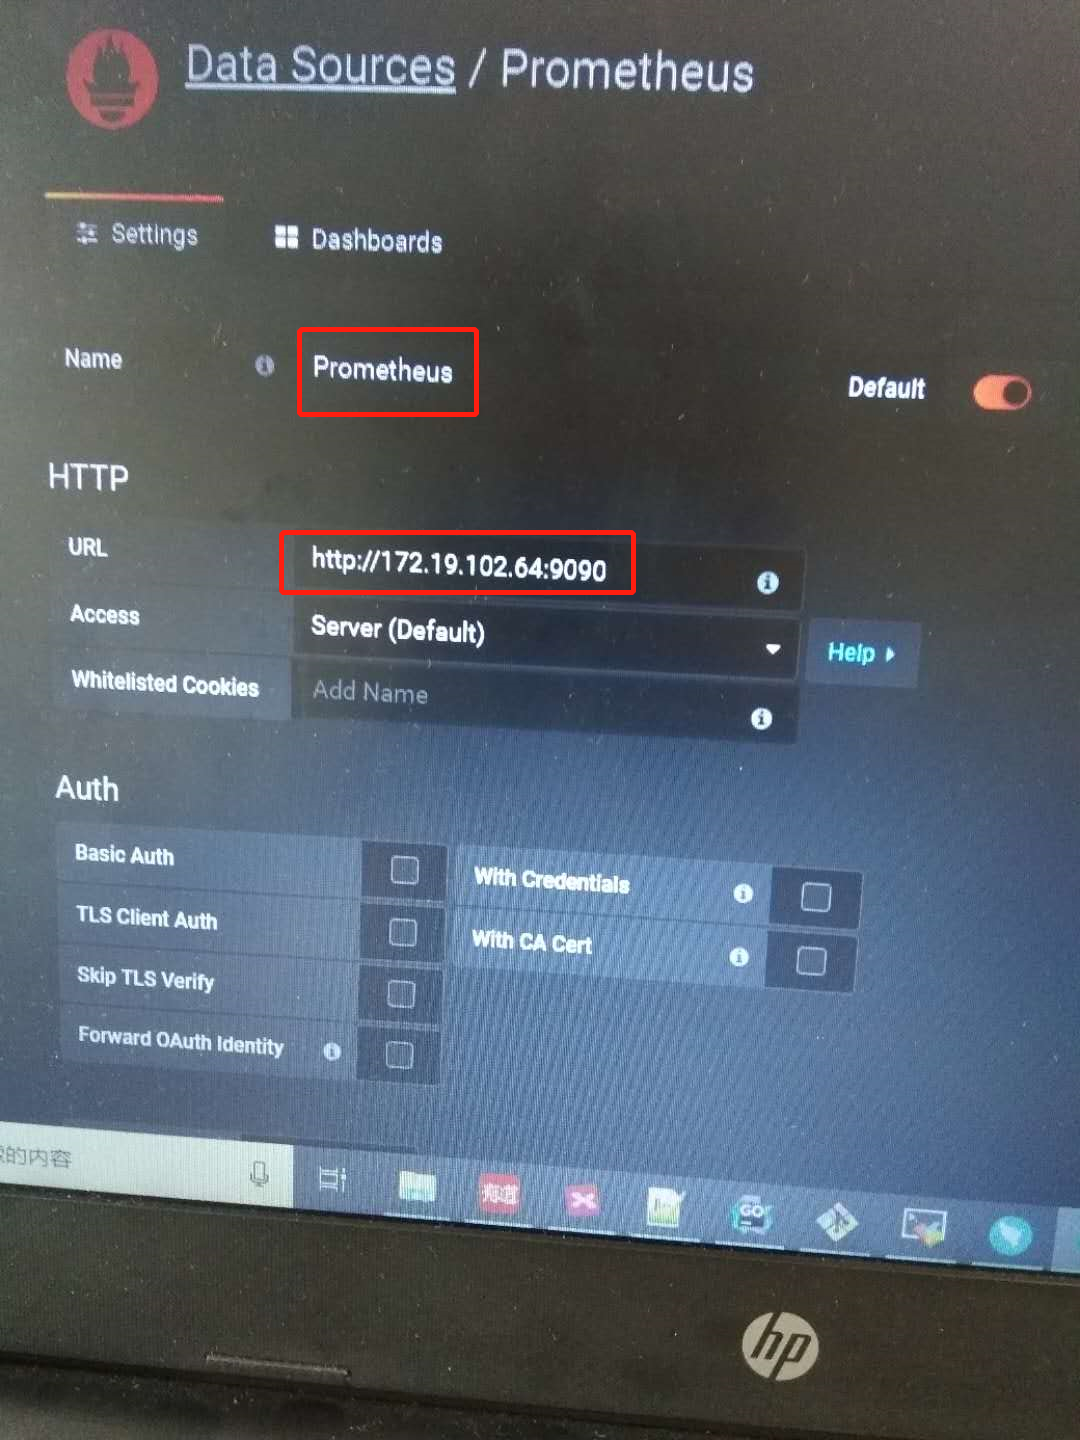 Data Sources / Prometheus
Settings
Dashboards
Name
Prometheus
Default
HTTP
URL
http://172.19.102.64:9090
Access
Server (Default)
Help
Whitelisted Cookies
Add Name
Auth
Basic Auth
With Credentials
TLS Client Auth
With CA Cert
Skip TLS Verify
Forward OAuth Identity
的内容
GO
hp